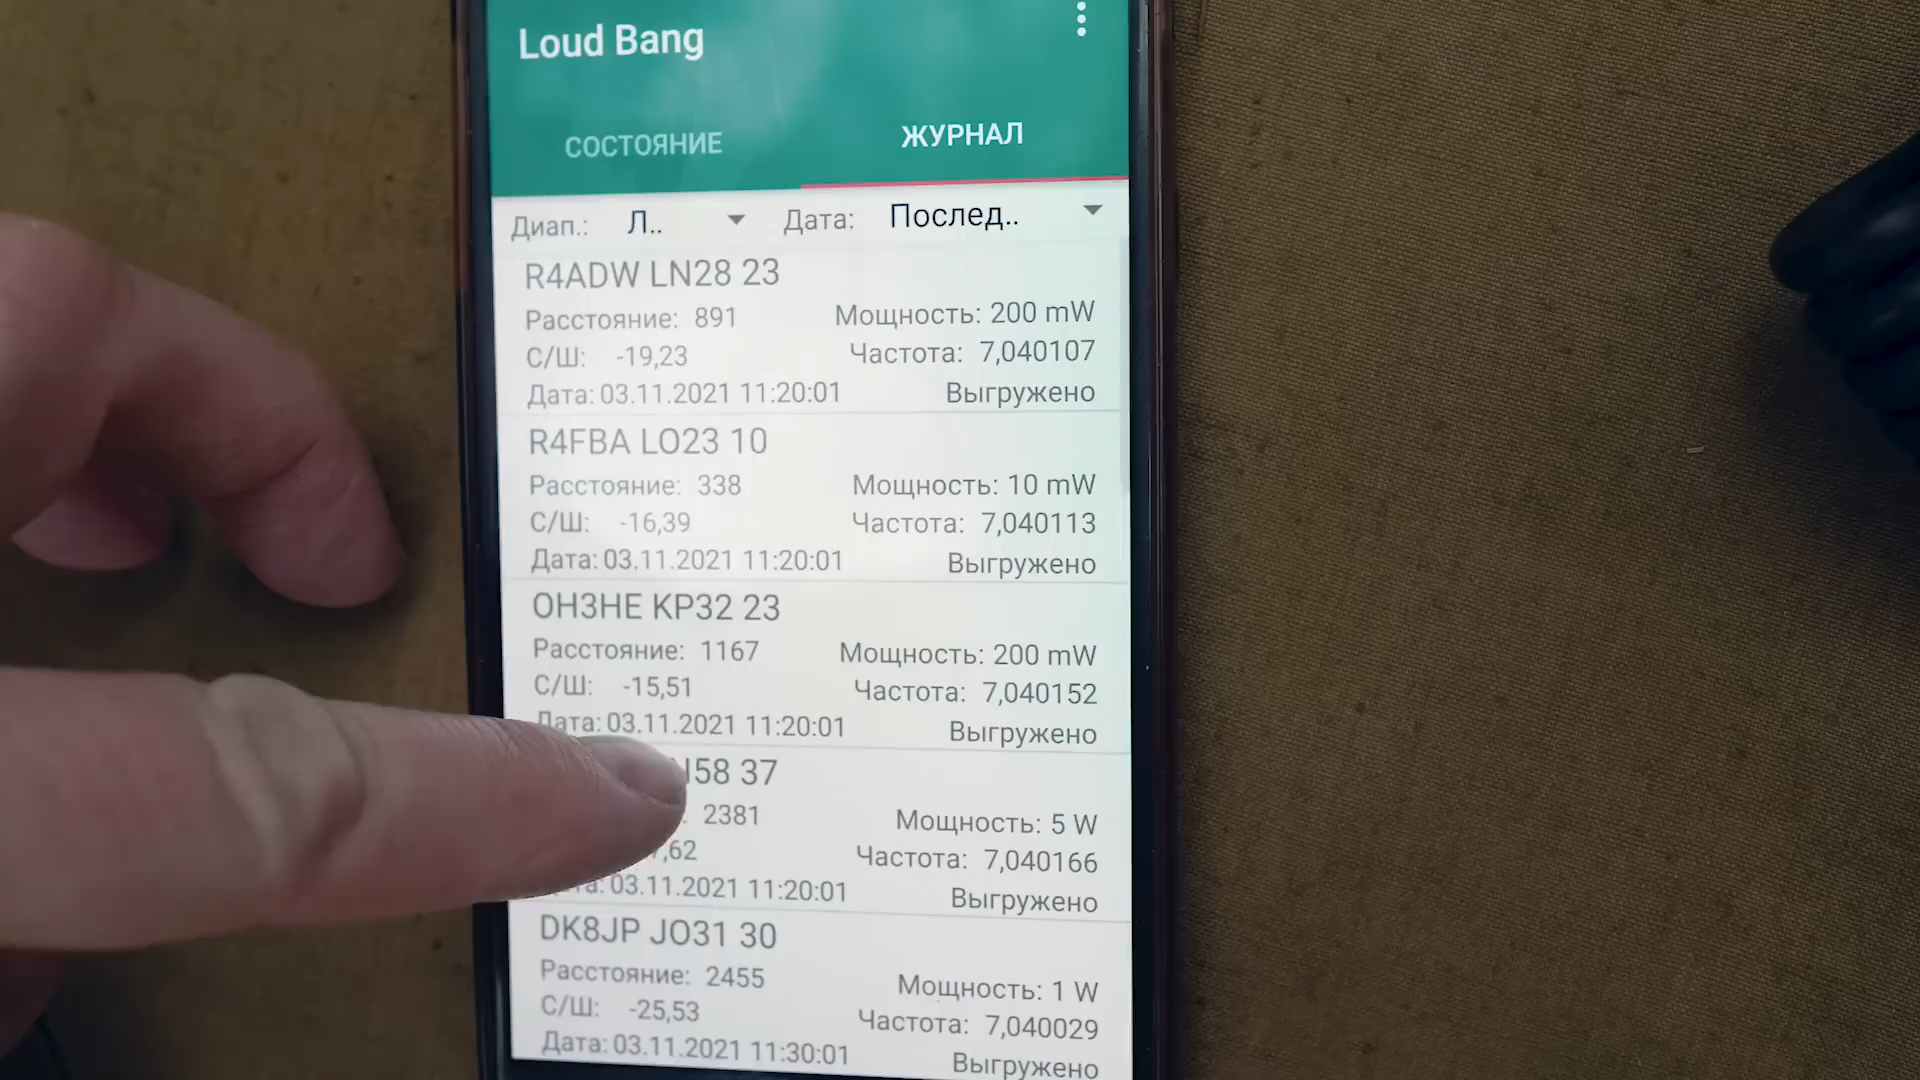 Loud Bang
СОСТОЯНИЕ ЖУРНАЛ
Диап.: Л.. Дата: Послед..
R4ADW LN28 23
Расстояние: 891 Мощность: 200 mW
С/Ш: -19,23 Частота: 7,040107
Дата: 03.11.2021 11:20:01 Выгружено
R4FBA LO23 10
Расстояние: 338 Мощность: 10 mW
С/Ш: -16,39 Частота: 7,040113
Дата: 03.11.2021 11:20:01 Выгружено
OH3HE KP32 23
Расстояние: 1167 Мощность: 200 mW
С/Ш: -15,51 Частота: 7,040152
Дата: 03.11.2021 11:20:01 Выгружено
37
2381 Мощность: 5 W
Частота: 7,040166
03.11.2021 11:20:01 Выгружено
DK8JP JO31 30
Расстояние: 2455 Мощность: 1 W
С/Ш: -25,53 Частота: 7,040029
Дата: 03.11.2021 11:30:01 Выгружено